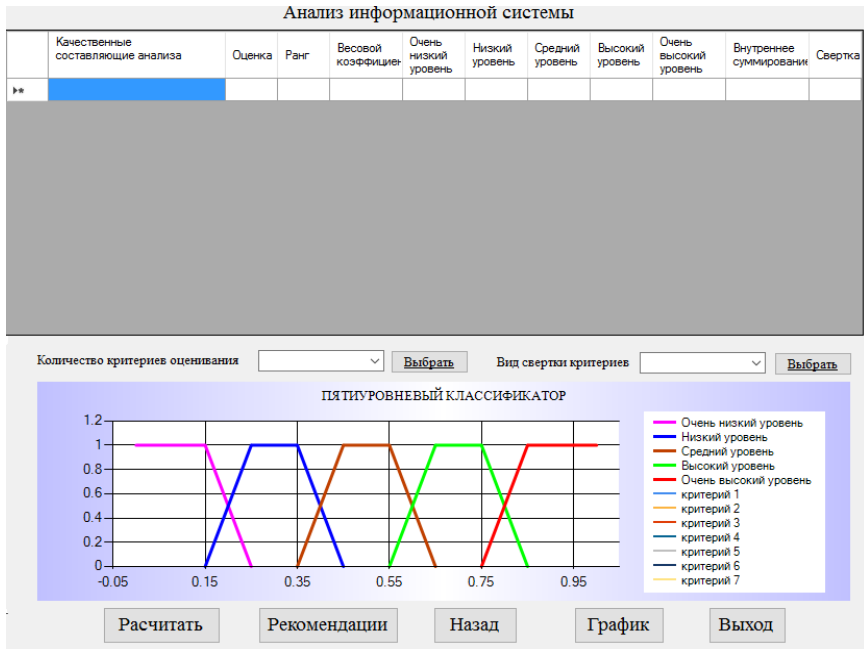 Анализ информационной системы
Качественные составляющие анализа
Оценка
Ранг
Весовой коэффициен
Очень низкий уровень
Низкий уровень
Средний уровень
Высокий уровень
Очень высокий уровень
Внутреннее суммировани
Свертка
Количество критериев оценивания
Выбрать
Вид свертки критериев
Выбрать
ПЯТИУРОВНЕВЫЙ КЛАССИФИКАТОР
1.2
1
0.8
0.6
0.4
0.2
0
-0.05 0.15 0.35 0.55 0.75 0.95
Очень низкий уровень
Низкий уровень
Средний уровень
Высокий уровень
Очень высокий уровень
критерий 1
критерий 2
критерий 3
критерий 4
критерий 5
критерий 6
критерий 7
Расчитать
Рекомендации
Назад
График
Выход